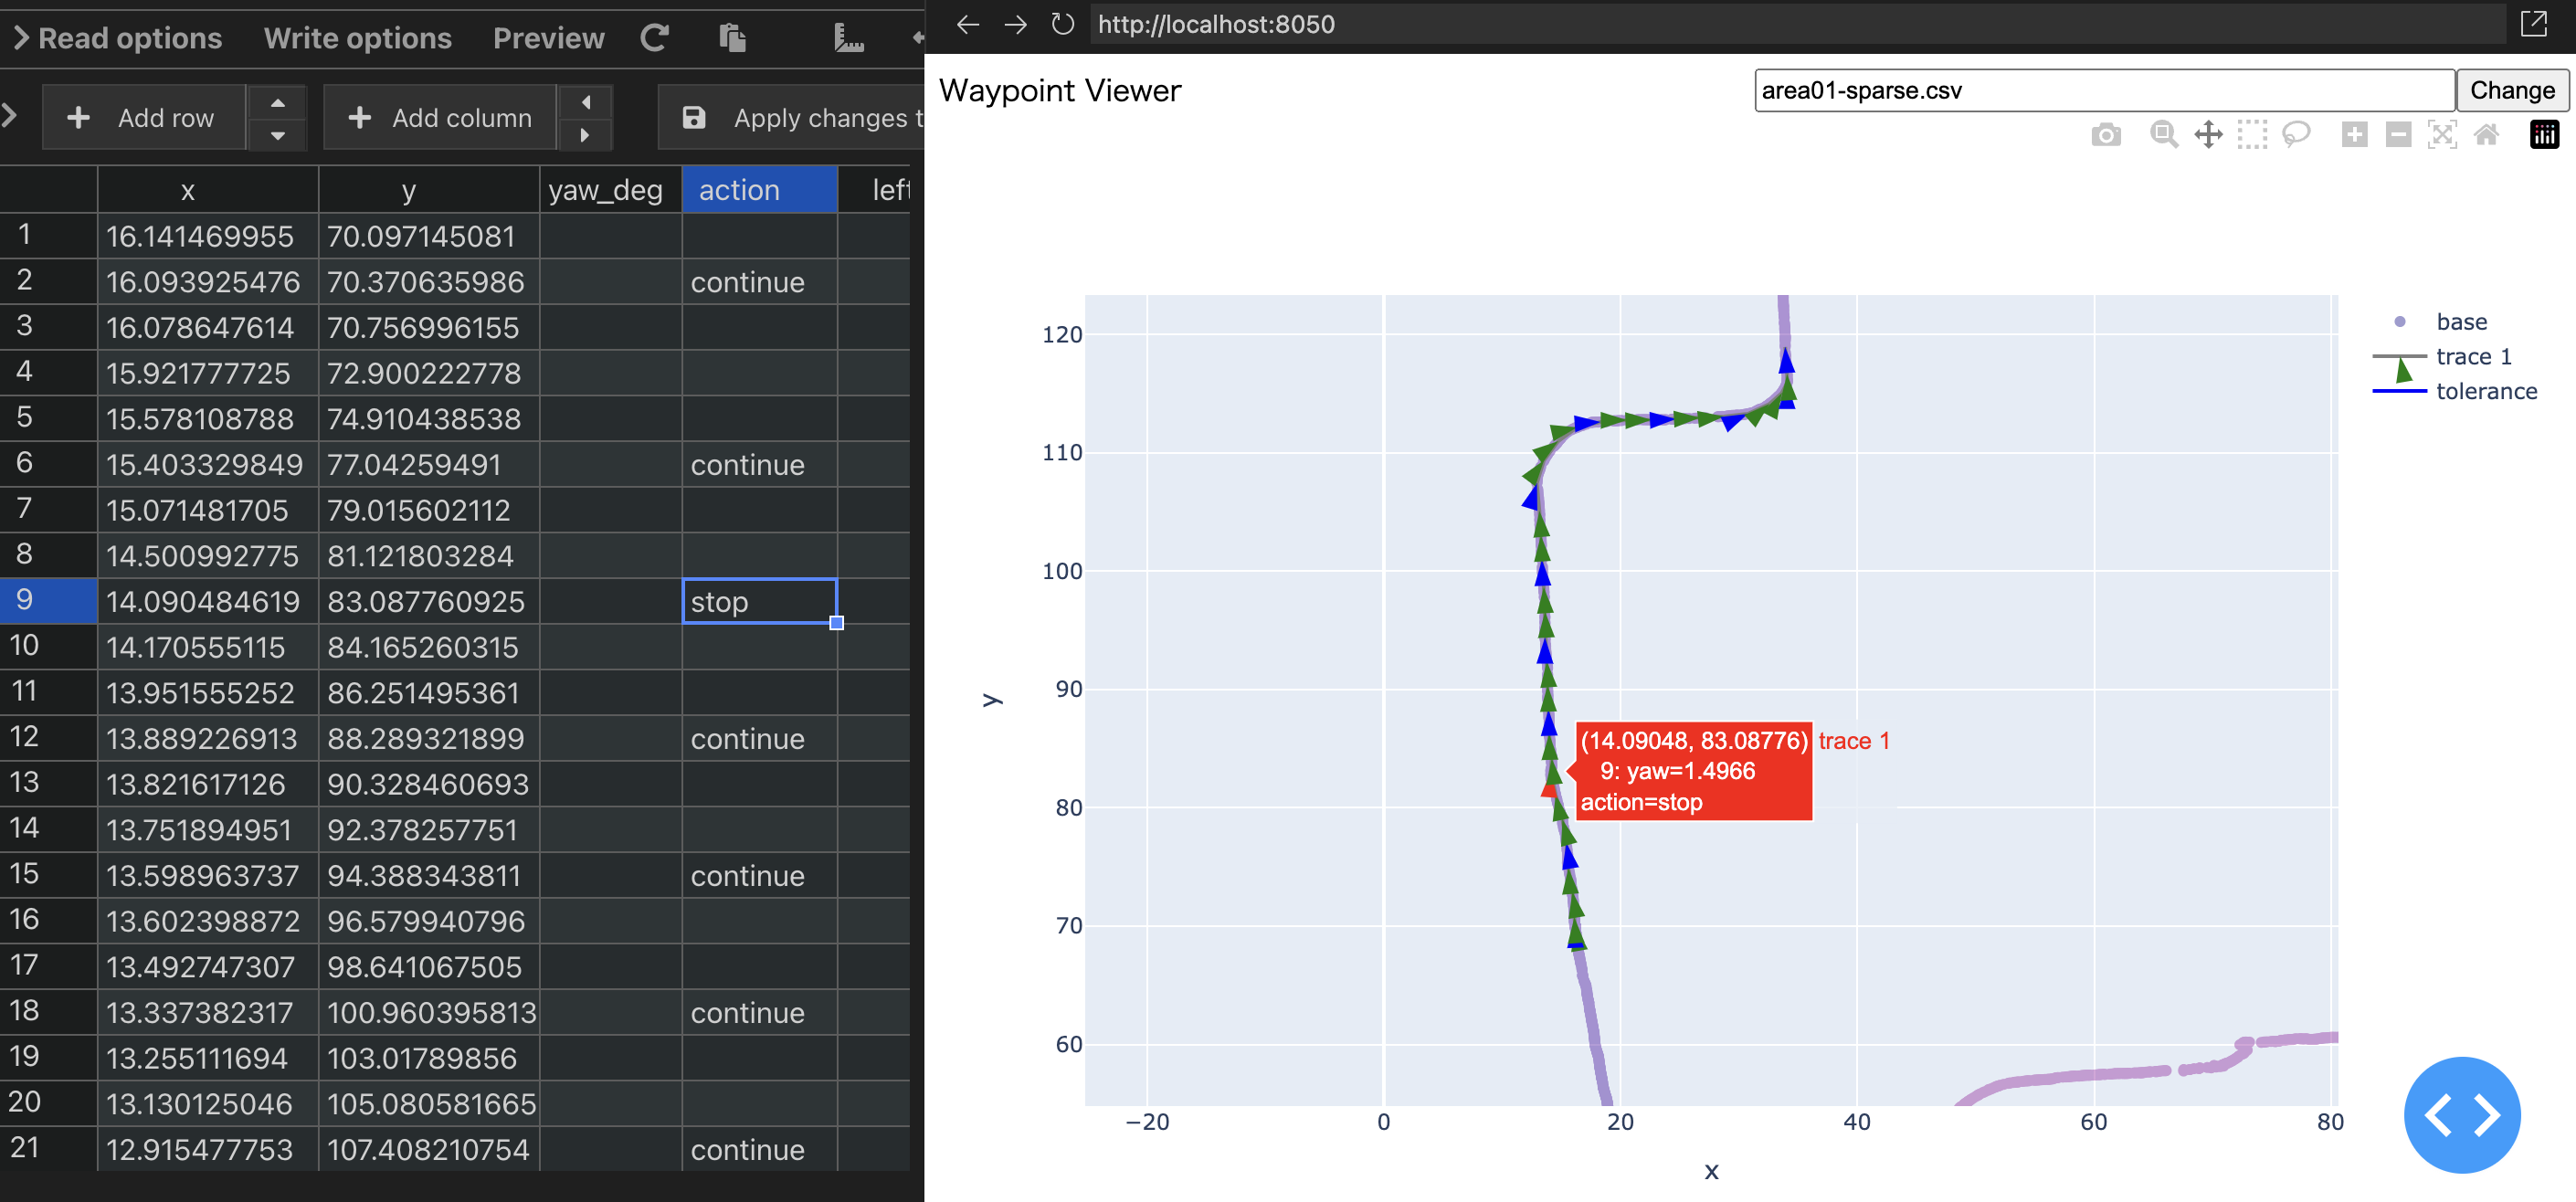 Read options Write options Preview
Add row Add column Apply changes t
x y yaw_deg action left
1 16.141469955 70.097145081
2 16.093925476 70.370635986 continue
3 16.078647614 70.756996155
4 15.921777725 72.900222778
5 15.578108788 74.910438538
6 15.403329849 77.04259491 continue
7 15.071481705 79.015602112
8 14.500992775 81.121803284
9 14.090484619 83.087760925 stop
10 14.170555115 84.165260315
11 13.951555252 86.251495361
12 13.889226913 88.289321899 continue
13 13.821617126 90.328460693
14 13.751894951 92.378257751
15 13.598963737 94.388343811 continue
16 13.602398872 96.579940796
17 13.492747307 98.641067505
18 13.337382317 100.960395813 continue
19 13.255111694 103.01789856
20 13.130125046 105.080581665
21 12.915477753 107.408210754 continue
http://localhost:8050
Waypoint Viewer area01-sparse.csv Change
base
trace 1
tolerance
120
110
100
90
80
70
60
y
(14.09048, 83.08776) trace 1
9: yaw=1.4966
action=stop
−20 0 20 40 60 80
x